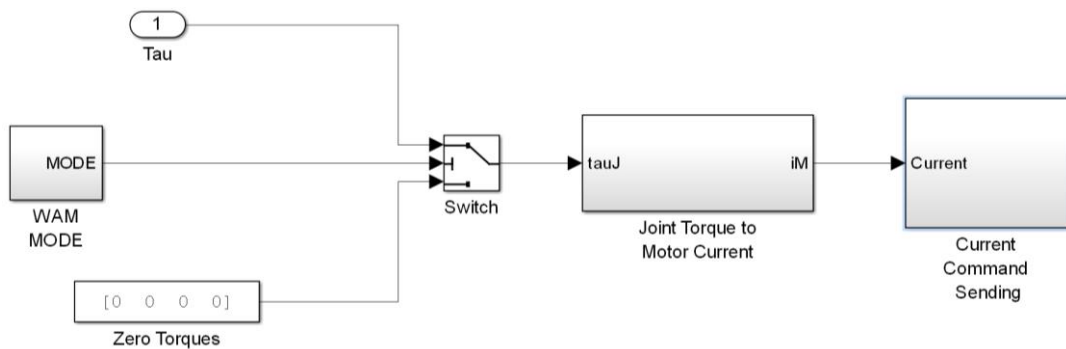 1
Tau
MODE
WAM
MODE
[0 0 0 0]
Zero Torques
Switch
tauJ
iM
Joint Torque to
Motor Current
Current
Current
Command
Sending